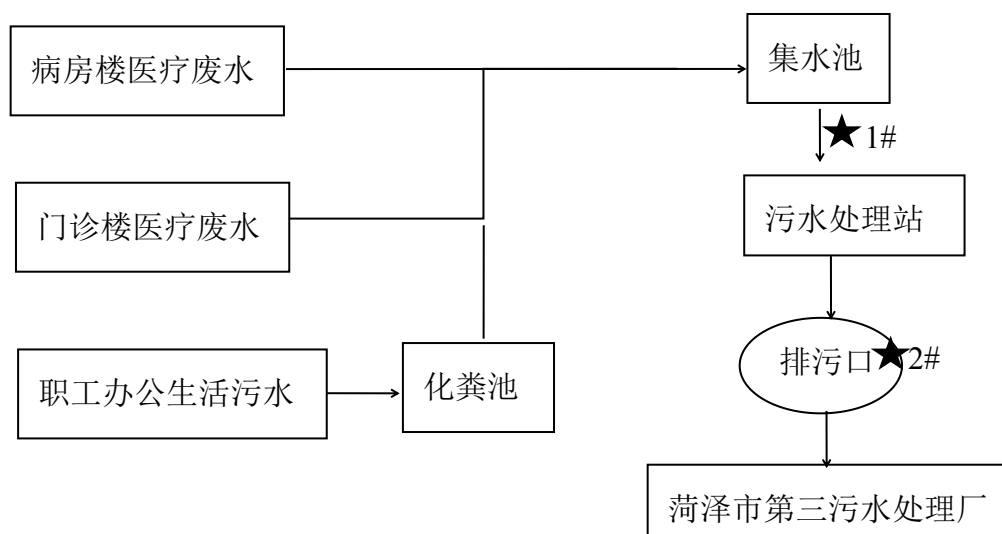 病房楼医疗废水
集水池
★1#
门诊楼医疗废水
污水处理站
排污口★2#
职工办公生活污水
化粪池
菏泽市第三污水处理厂